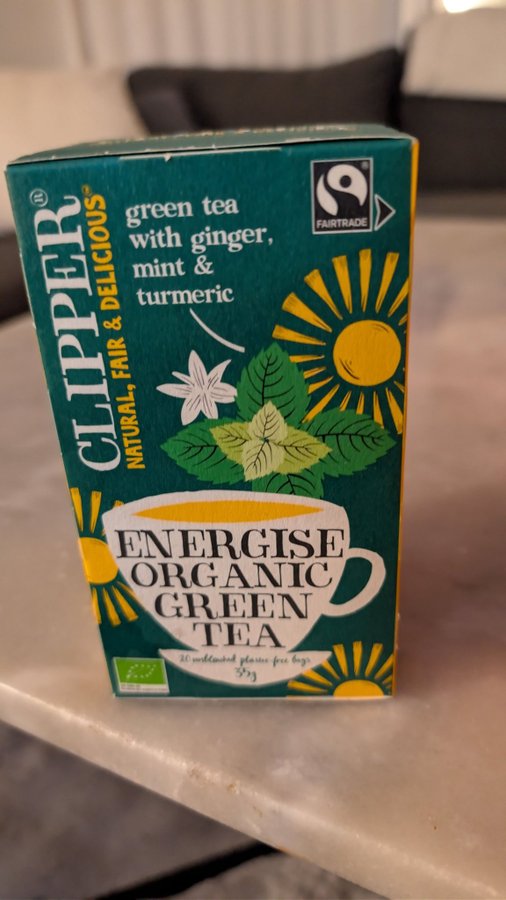 CLIPPER®
NATURAL, FAIR & DELICIOUS
green tea
with ginger,
mint &
turmeric
FAIRTRADE
ENERGISE
ORGANIC
GREEN
TEA
20 unbleached plastic-free bags
35g